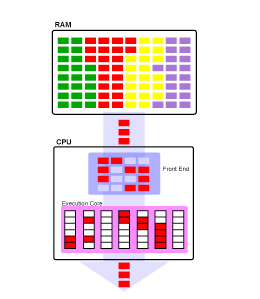 RAM
CPU
Front End
Execution Core